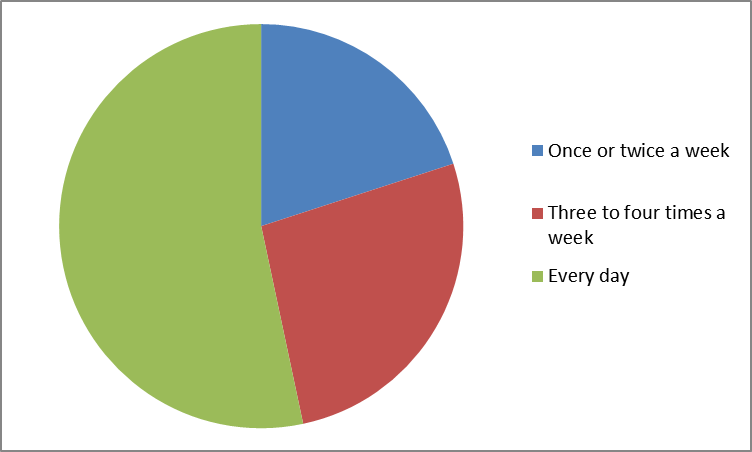 Once or twice a week
Three to four times a
week
Every day